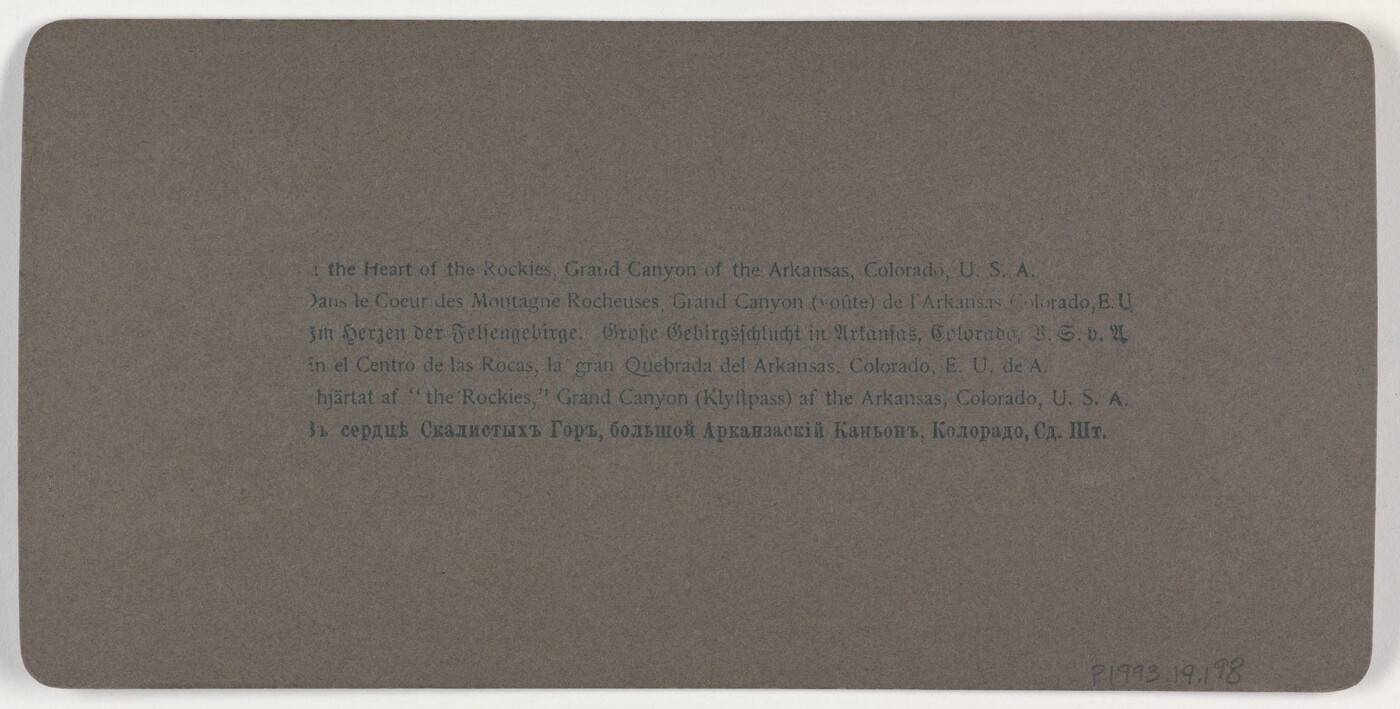 the Heart of the Rockies, Grand Canyon of the Arkansas, Colorado, U. S. A.
Dans le Coeur des Montagne Rocheuses, Grand Canyon (voûte) de l'Arkansas Colorado, E. U.
Im Herzen der Felsengebirge. Große Gebirgsschlucht in Arkansas, Colorado, V. S. v. A.
En el Centro de las Rocas, la gran Quebrada del Arkansas, Colorado, E. U. de A.
hjärtat af "the Rockies," Grand Canyon (Klyftpass) af the Arkansas, Colorado, U. S. A.
Въ сердцѣ Скалистыхъ Горъ, большой Арканзаскій Каньонъ, Колорадо, Сд. Шт.
P1993.19.198